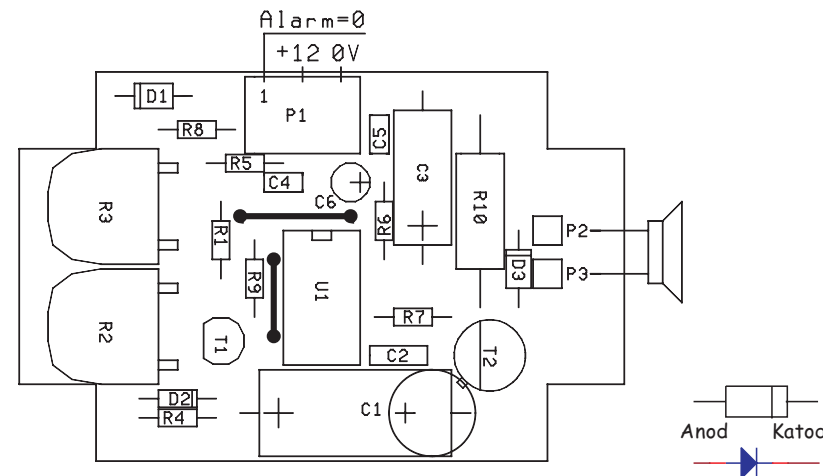 Alarm=0
+12 0V
D1
1
P1
R8
C5
R5
C4
C3
R10
R3
C6
R6
R1
P2
R9
U1
D3
P3
R7
R2
T1
C2
T2
D2
C1
R4
Anod Katod